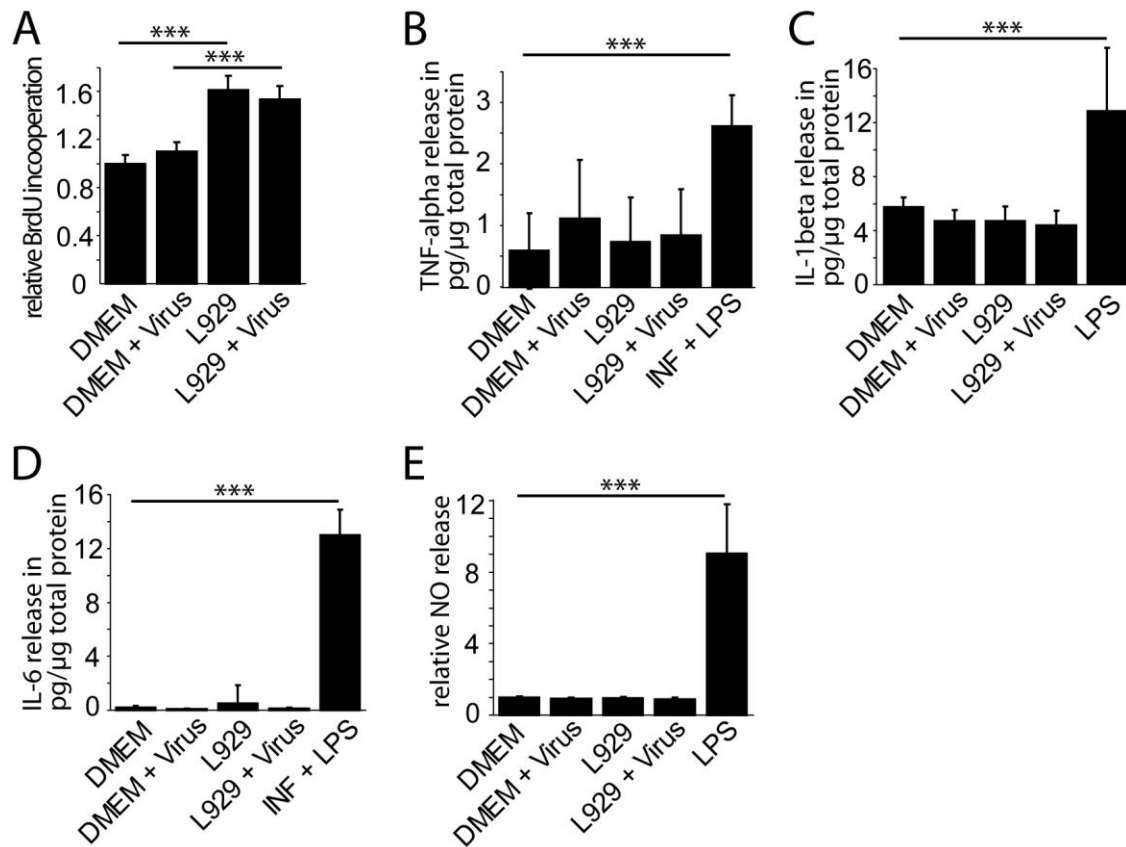 A
***
***
relative BrdU incooperation
1.6
1.2
0.8
0.4
0
DMEM
DMEM + Virus
L929
L929 + Virus
B
***
TNF-alpha release in
pg/µg total protein
3
2
1
0
DMEM
DMEM + Virus
L929
L929 + Virus
INF + LPS
C
***
IL-1beta release in
pg/µg total protein
16
12
8
4
0
DMEM
DMEM + Virus
L929
L929 + Virus
LPS
D
***
IL-6 release in
pg/µg total protein
16
12
8
4
0
DMEM
DMEM + Virus
L929
L929 + Virus
INF + LPS
E
***
relative NO release
12
8
4
0
DMEM
DMEM + Virus
L929
L929 + Virus
LPS